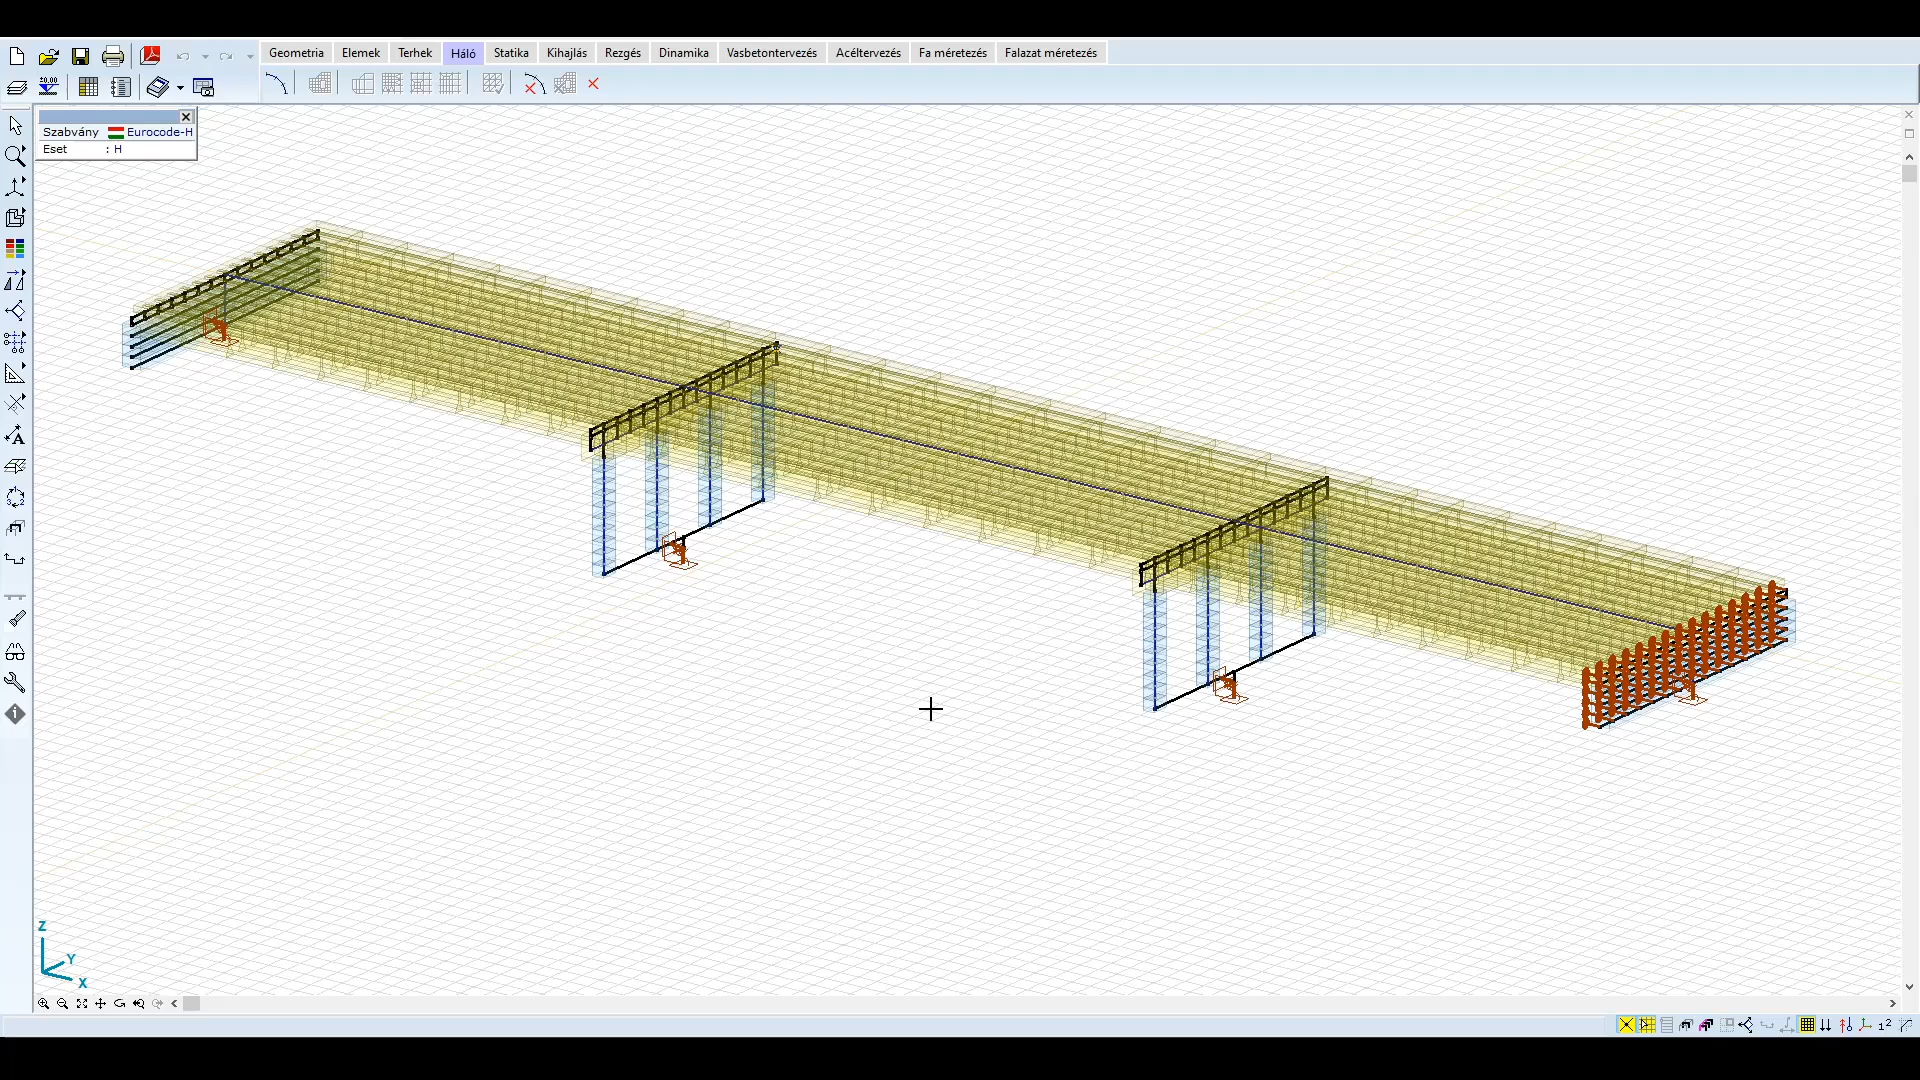 Geometria Elemek Terhek Háló Statika Kihajlás Rezgés Dinamika Vasbetontervezés Acéltervezés Fa méretezés Falazat méretezés
Szabvány Eurocode-H
Eset : H
Z
Y
X